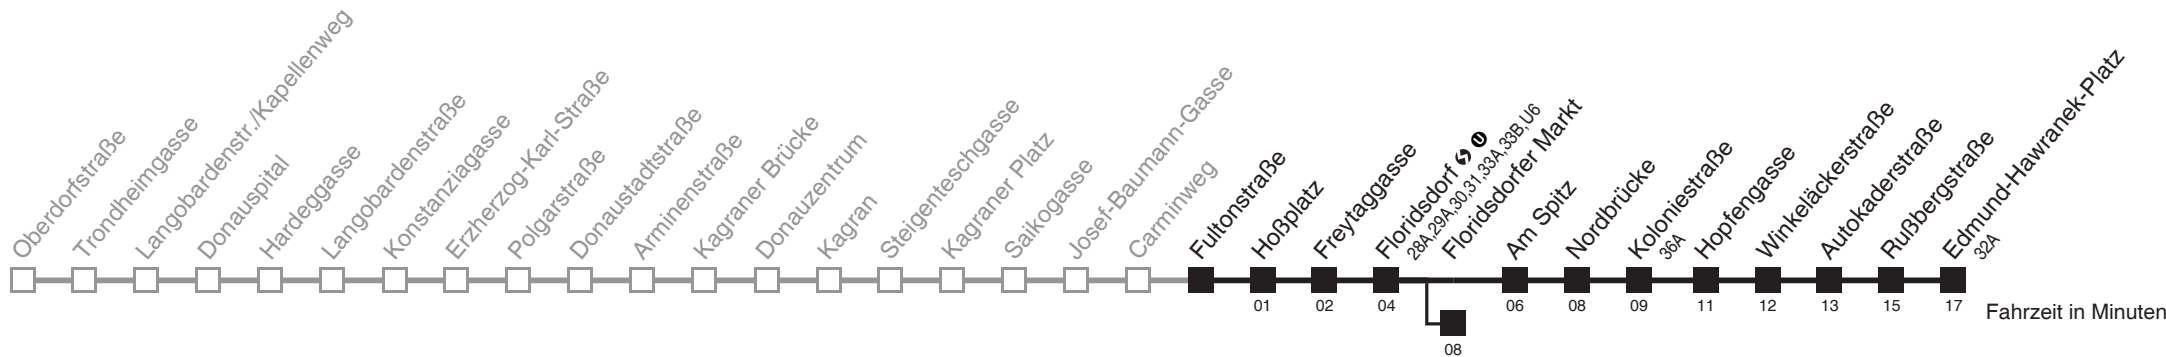 Oberdorfstraße
Trondheimgasse
Langobardenstr./Kapellenweg
Donauspital
Hardeggasse
Langobardenstraße
Konstanziagasse
Erzherzog-Karl-Straße
Polgarstraße
Donaustadtstraße
Arminenstraße
Kagraner Brücke
Donauzentrum
Kagran
Steigenteschgasse
Kagraner Platz
Saikogasse
Josef-Baumann-Gasse
Carminweg
Fultonstraße
Hoßplatz
Freytaggasse
Floridsdorf S U
28A,29A,30,31,33A,33B,U6
Floridsdorfer Markt
Am Spitz
Nordbrücke
Koloniestraße
36A
Hopfengasse
Winkeläckerstraße
Autokaderstraße
Rußbergstraße
Edmund-Hawranek-Platz
32A
01 02 04 06 08 09 11 12 13 15 17
Fahrzeit in Minuten
08